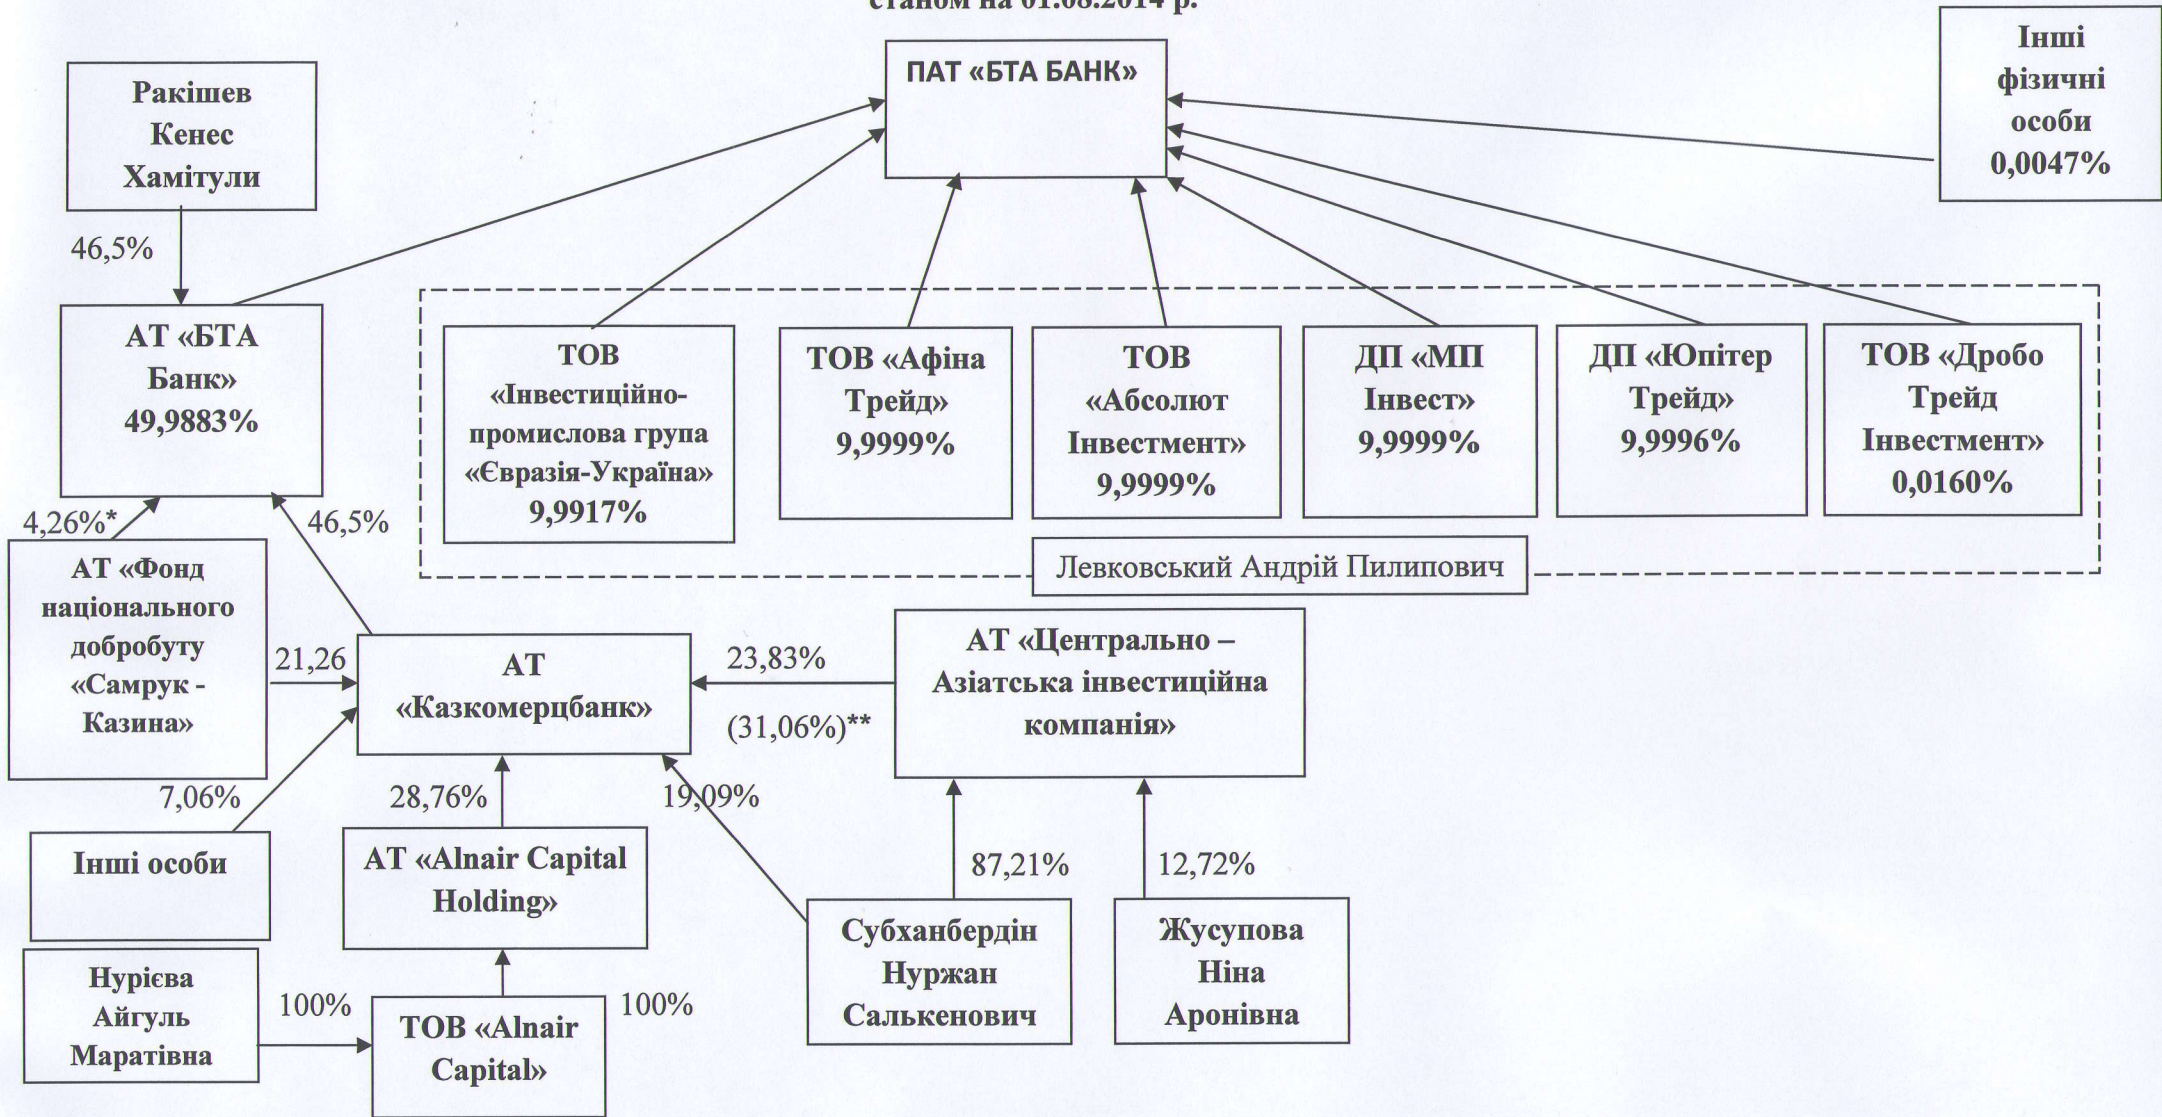 станом на 01.08.2014 р.
ПАТ «БТА БАНК»
Інші
фізичні
особи
0,0047%
Ракішев
Кенес
Хамітули
46,5%
АТ «БТА
Банк»
49,9883%
ТОВ
«Інвестиційно-
промислова група
«Євразія-Україна»
9,9917%
ТОВ «Афіна
Трейд»
9,9999%
ТОВ
«Абсолют
Інвестмент»
9,9999%
ДП «МП
Інвест»
9,9999%
ДП «Юпітер
Трейд»
9,9996%
ТОВ «Дробо
Трейд
Інвестмент»
0,0160%
Левковський Андрій Пилипович
4,26%*
46,5%
АТ «Фонд
національного
добробуту
«Самрук -
Казина»
21,26
АТ
«Казкомерцбанк»
23,83%
(31,06%)**
АТ «Центрально –
Азіатська інвестиційна
компанія»
7,06%
28,76%
19,09%
Інші особи
АТ «Alnair Capital
Holding»
87,21%
12,72%
Субханбердін
Нуржан
Салькенович
Жусупова
Ніна
Аронівна
Нурієва
Айгуль
Маратівна
100%
ТОВ «Alnair
Capital»
100%